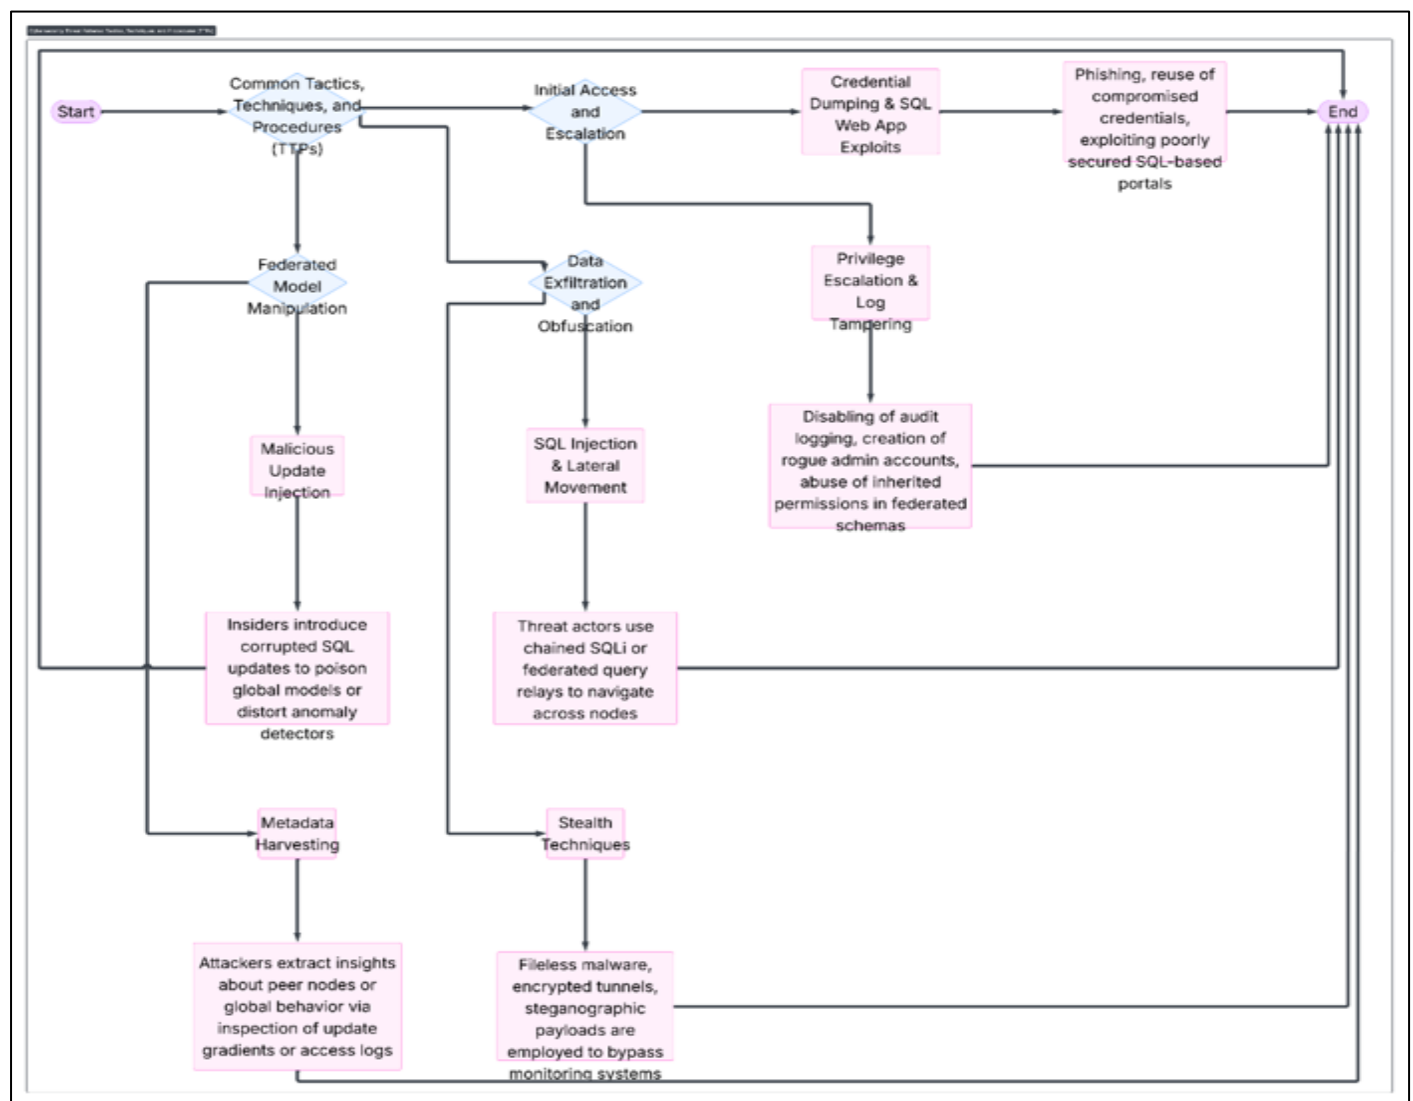 Start
Common Tactics,
Techniques, and
Procedures
(TTPs)
Initial Access
and
Escalation
Credential
Dumping & SQL
Web App
Exploits
Phishing, reuse of
compromised
credentials,
exploiting poorly
secured SQL-based
portals
End
Federated
Model
Manipulation
Data
Exfiltration
and
Obfuscation
Privilege
Escalation &
Log
Tampering
Malicious
Update
Injection
SQL Injection
& Lateral
Movement
Disabling of audit
logging, creation of
rogue admin accounts,
abuse of inherited
permissions in federated
schemas
Insiders introduce
corrupted SQL
updates to poison
global models or
distort anomaly
detectors
Threat actors use
chained SQLi or
federated query
relays to navigate
across nodes
Metadata
Harvesting
Stealth
Techniques
Attackers extract insights
about peer nodes or
global behavior via
inspection of update
gradients or access logs
Fileless malware,
encrypted tunnels,
steganographic
payloads are
employed to bypass
monitoring systems